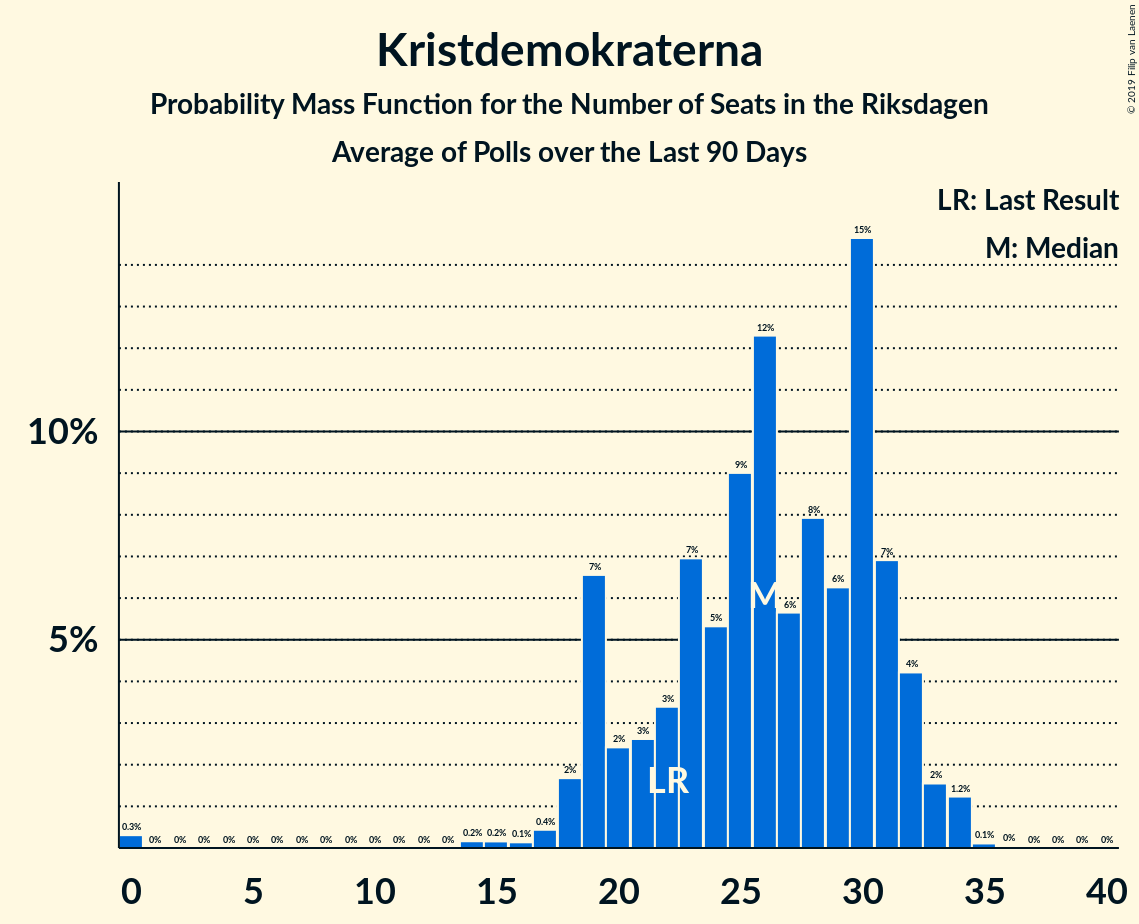 © 2019 Filip van Laenen
Kristdemokraterna
Probability Mass Function for the Number of Seats in the Riksdagen
Average of Polls over the Last 90 Days
LR: Last Result
M: Median
15%
12%
10%
9%
8%
7% 7% 7%
6% 6%
M
5%
5%
4%
3%
3%
2%
LR
2%
2%
1.2%
0.3% 0% 0% 0% 0% 0% 0% 0% 0% 0% 0% 0% 0% 0% 0.2% 0.2% 0.1% 0.4% 0.1% 0% 0% 0% 0% 0%
0 5 10 15 20 25 30 35 40